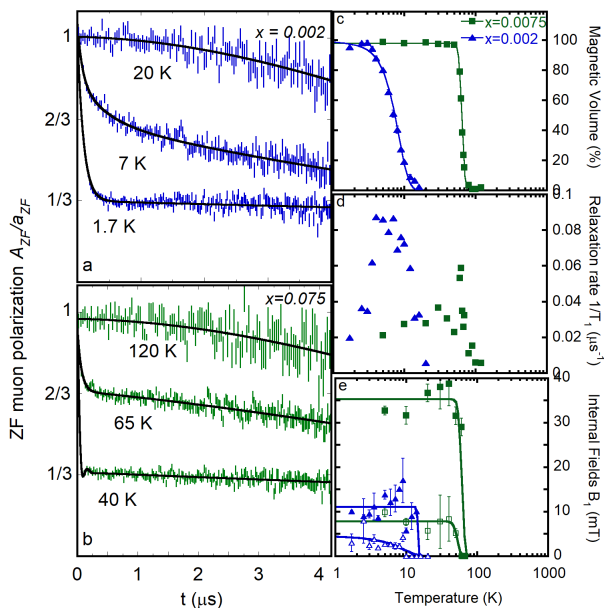 x = 0.002
1
20 K
2/3
7 K
1/3
1.7 K
a
ZF muon polarization A_ZF/a_ZF
x=0.075
1
120 K
2/3
65 K
1/3
40 K
b
0 1 2 3 4
t (μs)
c
x=0.0075
x=0.002
100
80
60
40
20
0
Magnetic Volume (%)
d
0.1
0.08
0.06
0.04
0.02
0
Relaxation rate 1/T₁ (μs⁻¹)
e
40
30
20
10
0
Internal Fields B₁ (mT)
1 10 100 1000
Temperature (K)